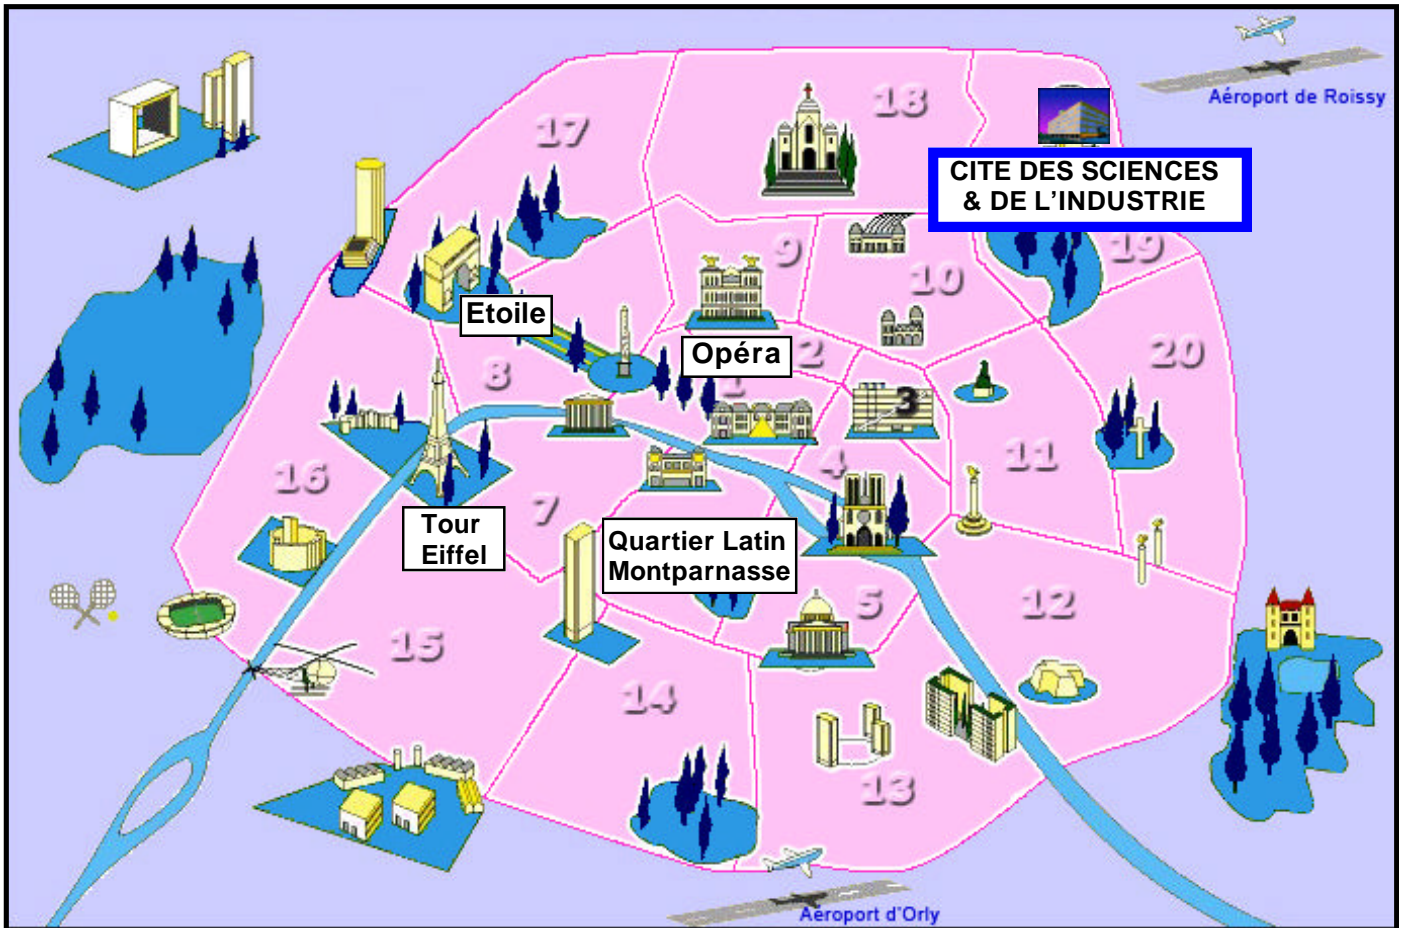 Aéroport de Roissy
18
17
CITE DES SCIENCES
& DE L'INDUSTRIE
19
9
10
Etoile
Opéra
2
20
8
1
3
4
11
16
7
Tour
Eiffel
Quartier Latin
Montparnasse
5
12
15
14
13
Aéroport d'Orly